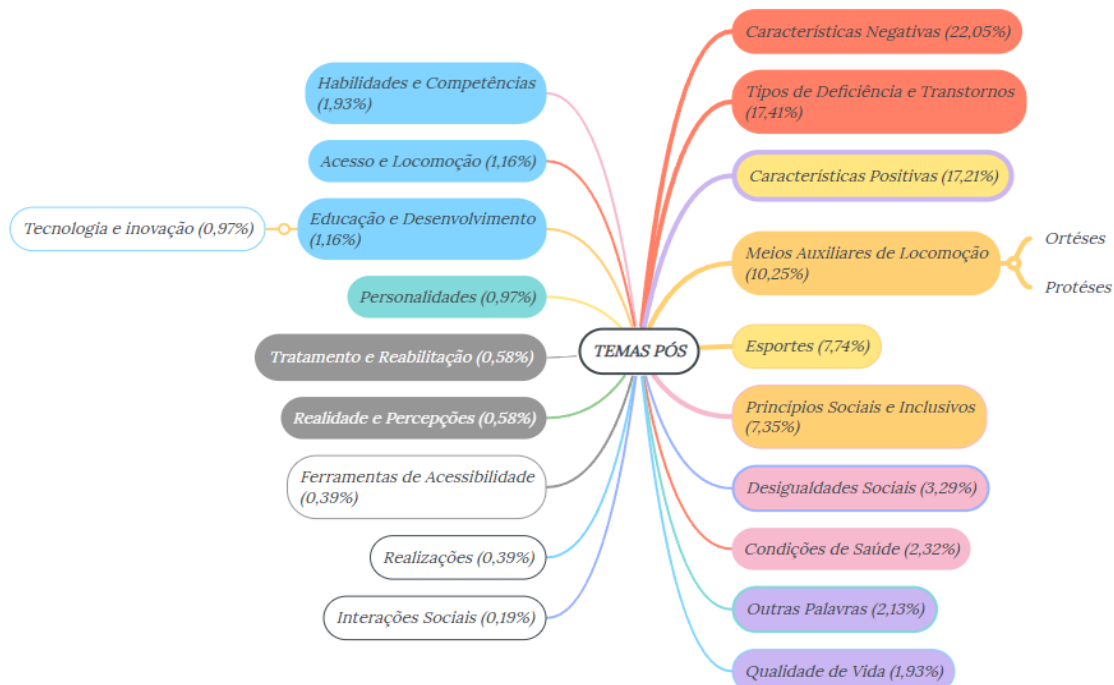 TEMAS PÓS
Características Negativas (22,05%)
Tipos de Deficiência e Transtornos
(17,41%)
Características Positivas (17,21%)
Meios Auxiliares de Locomoção
(10,25%)
Ortéses
Protéses
Esportes (7,74%)
Princípios Sociais e Inclusivos
(7,35%)
Desigualdades Sociais (3,29%)
Condições de Saúde (2,32%)
Outras Palavras (2,13%)
Qualidade de Vida (1,93%)
Habilidades e Competências
(1,93%)
Acesso e Locomoção (1,16%)
Educação e Desenvolvimento
(1,16%)
Tecnologia e inovação (0,97%)
Personalidades (0,97%)
Tratamento e Reabilitação (0,58%)
Realidade e Percepções (0,58%)
Ferramentas de Acessibilidade
(0,39%)
Realizações (0,39%)
Interações Sociais (0,19%)